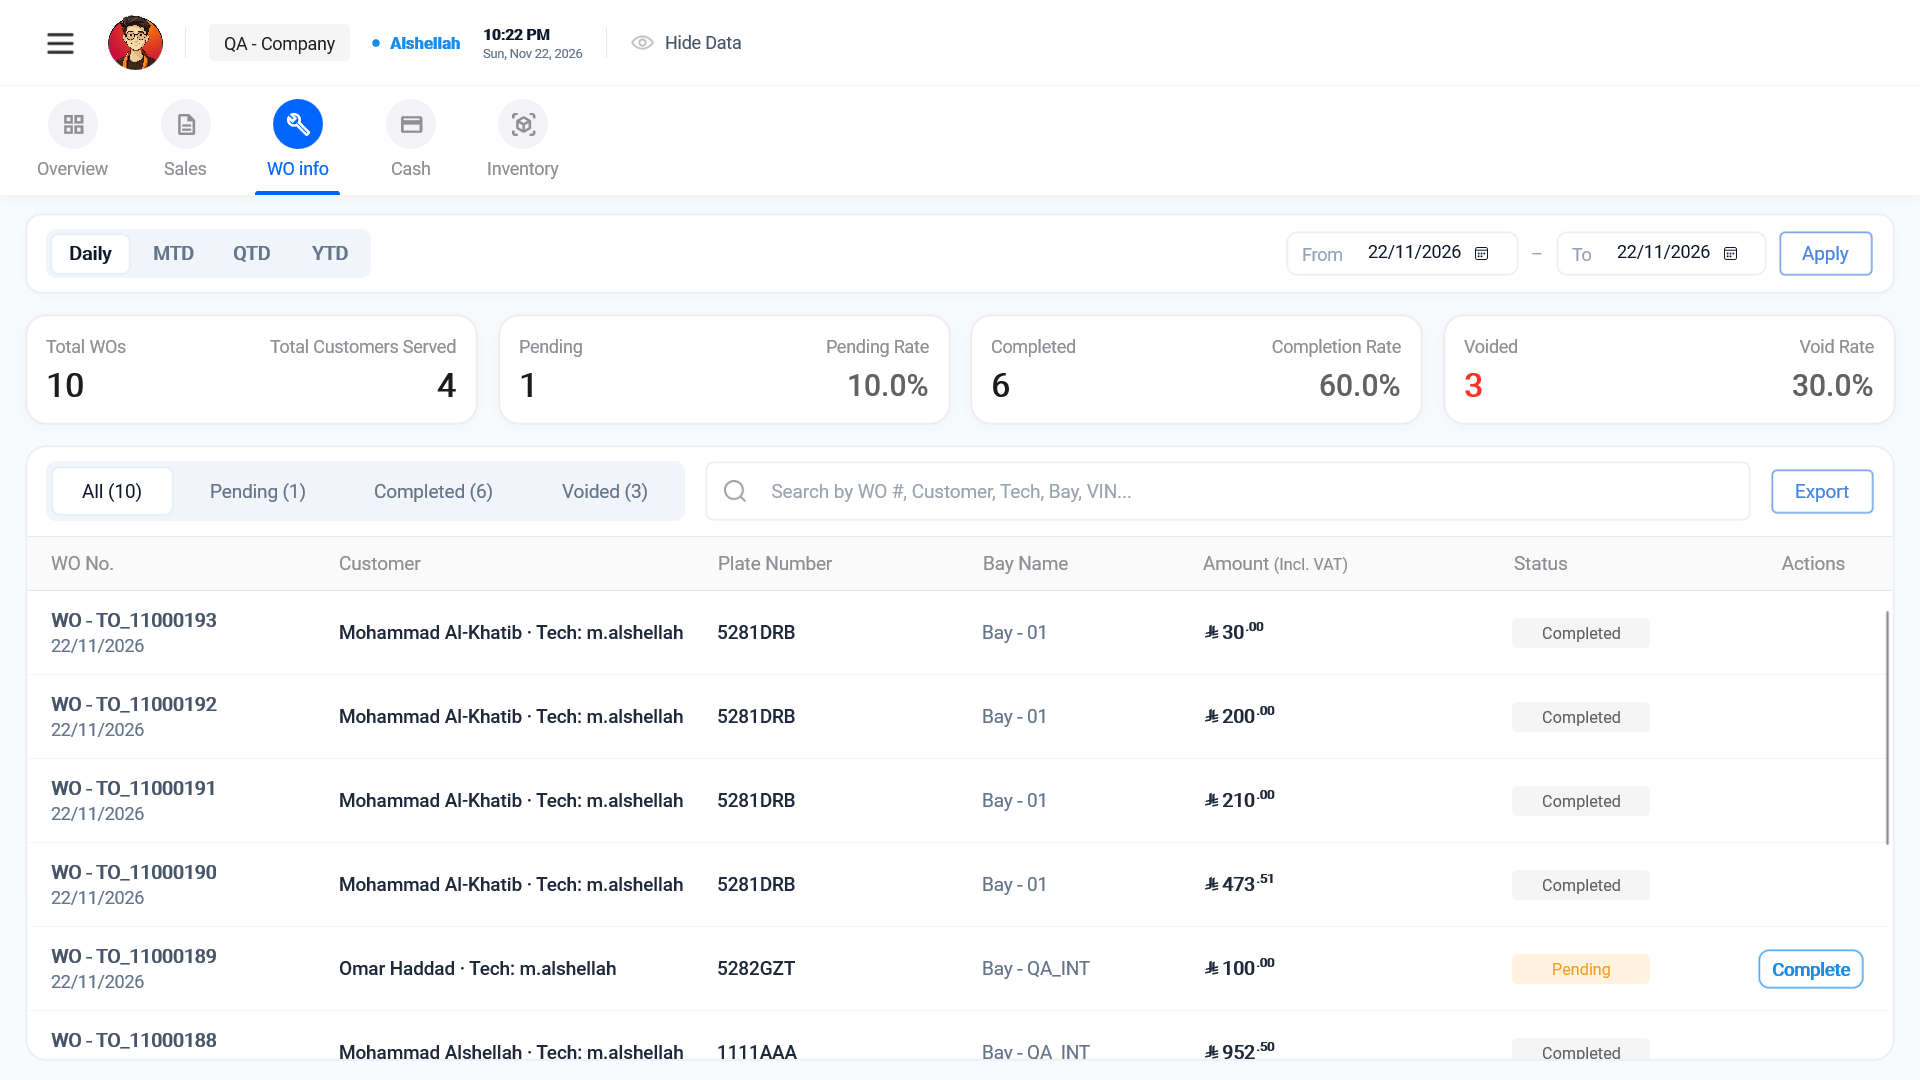 QA - Company
Alshellah
10:22 PM
Sun, Nov 22, 2026
Hide Data
Overview
Sales
WO info
Cash
Inventory
Daily MTD QTD YTD
From 22/11/2026 – To 22/11/2026 Apply
Total WOs Total Customers Served
10 4
Pending Pending Rate
1 10.0%
Completed Completion Rate
6 60.0%
Voided Void Rate
3 30.0%
All (10) Pending (1) Completed (6) Voided (3)
Search by WO #, Customer, Tech, Bay, VIN...
Export
WO No. Customer Plate Number Bay Name Amount (Incl. VAT) Status Actions
WO - TO_11000193
22/11/2026
Mohammad Al-Khatib · Tech: m.alshellah 5281DRB Bay - 01 30.00 Completed
WO - TO_11000192
22/11/2026
Mohammad Al-Khatib · Tech: m.alshellah 5281DRB Bay - 01 200.00 Completed
WO - TO_11000191
22/11/2026
Mohammad Al-Khatib · Tech: m.alshellah 5281DRB Bay - 01 210.00 Completed
WO - TO_11000190
22/11/2026
Mohammad Al-Khatib · Tech: m.alshellah 5281DRB Bay - 01 473.51 Completed
WO - TO_11000189
22/11/2026
Omar Haddad · Tech: m.alshellah 5282GZT Bay - QA_INT 100.00 Pending Complete
WO - TO_11000188
Mohammad Alshellah · Tech: m.alshellah 1111AAA Bay - QA_INT 952.50 Completed